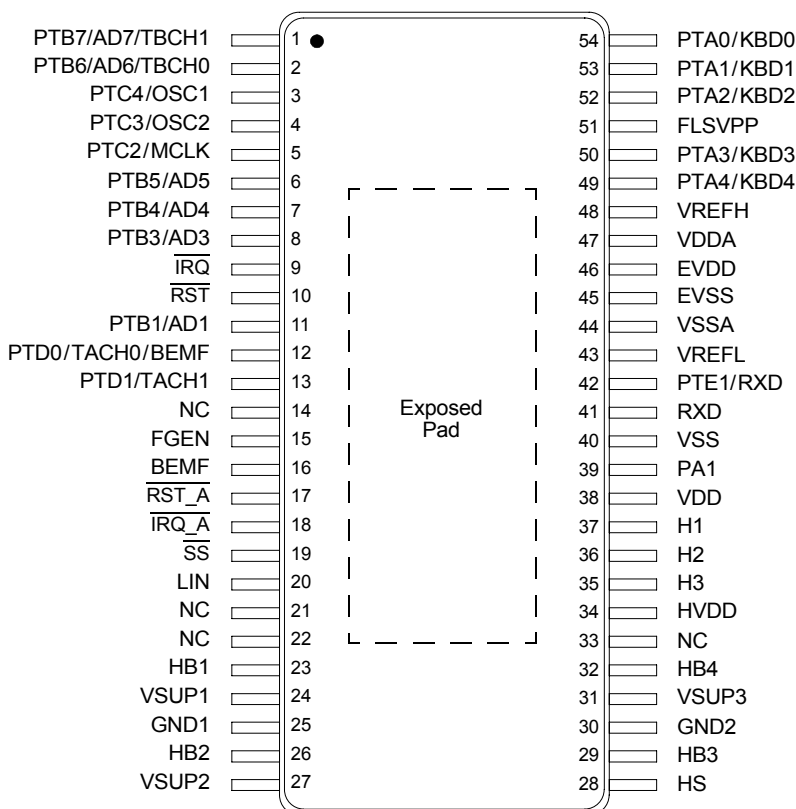 PTB7/AD7/TBCH1 1 54 PTA0/KBD0
PTB6/AD6/TBCH0 2 53 PTA1/KBD1
PTC4/OSC1 3 52 PTA2/KBD2
PTC3/OSC2 4 51 FLSVPP
PTC2/MCLK 5 50 PTA3/KBD3
PTB5/AD5 6 49 PTA4/KBD4
PTB4/AD4 7 48 VREFH
PTB3/AD3 8 47 VDDA
IRQ 9 46 EVDD
RST 10 45 EVSS
PTB1/AD1 11 44 VSSA
PTD0/TACH0/BEMF 12 43 VREFL
PTD1/TACH1 13 42 PTE1/RXD
NC 14 Exposed 41 RXD
FGEN 15 Pad 40 VSS
BEMF 16 39 PA1
RST_A 17 38 VDD
IRQ_A 18 37 H1
SS 19 36 H2
LIN 20 35 H3
NC 21 34 HVDD
NC 22 33 NC
HB1 23 32 HB4
VSUP1 24 31 VSUP3
GND1 25 30 GND2
HB2 26 29 HB3
VSUP2 27 28 HS